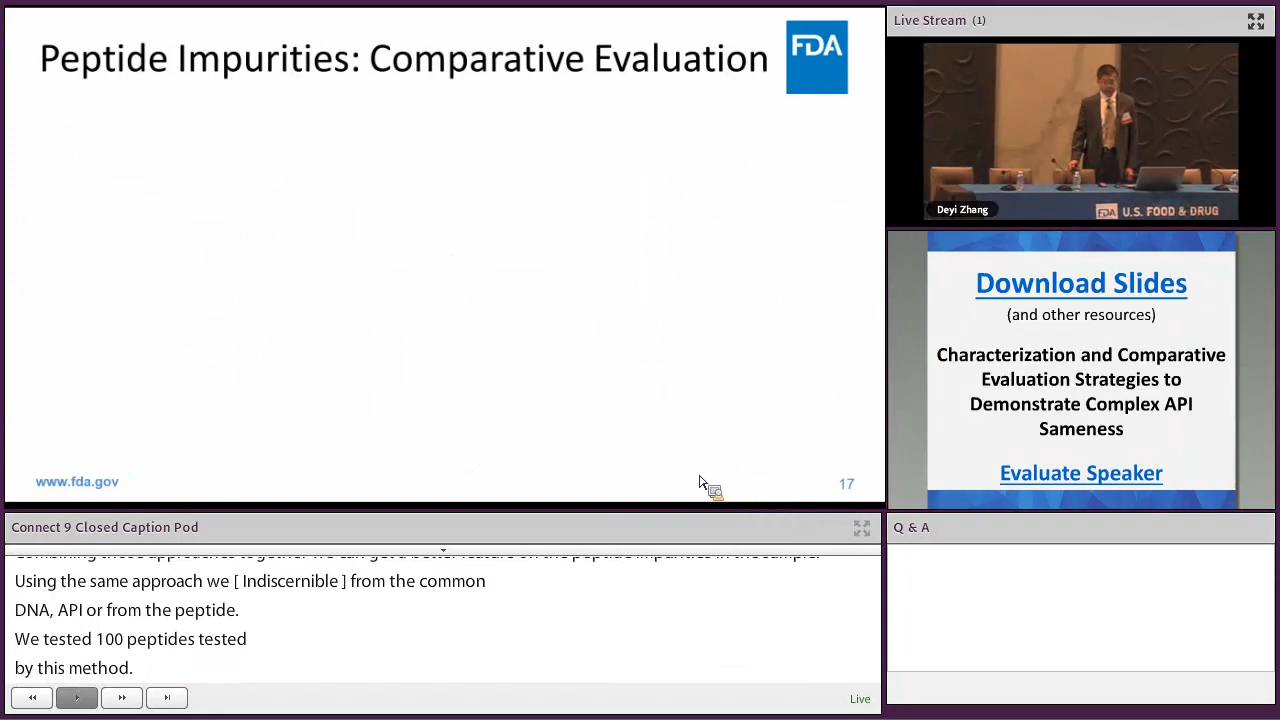 Peptide Impurities: Comparative Evaluation
FDA
www.fda.gov
17
Live Stream (1)
Deyi Zhang
FDA U.S. FOOD & DRUG
Download Slides
(and other resources)
Characterization and Comparative
Evaluation Strategies to
Demonstrate Complex API
Sameness
Evaluate Speaker
Connect 9 Closed Caption Pod
Using the same approach we [ Indiscernible ] from the common
DNA, API or from the peptide.
We tested 100 peptides tested
by this method.
Live
Q & A